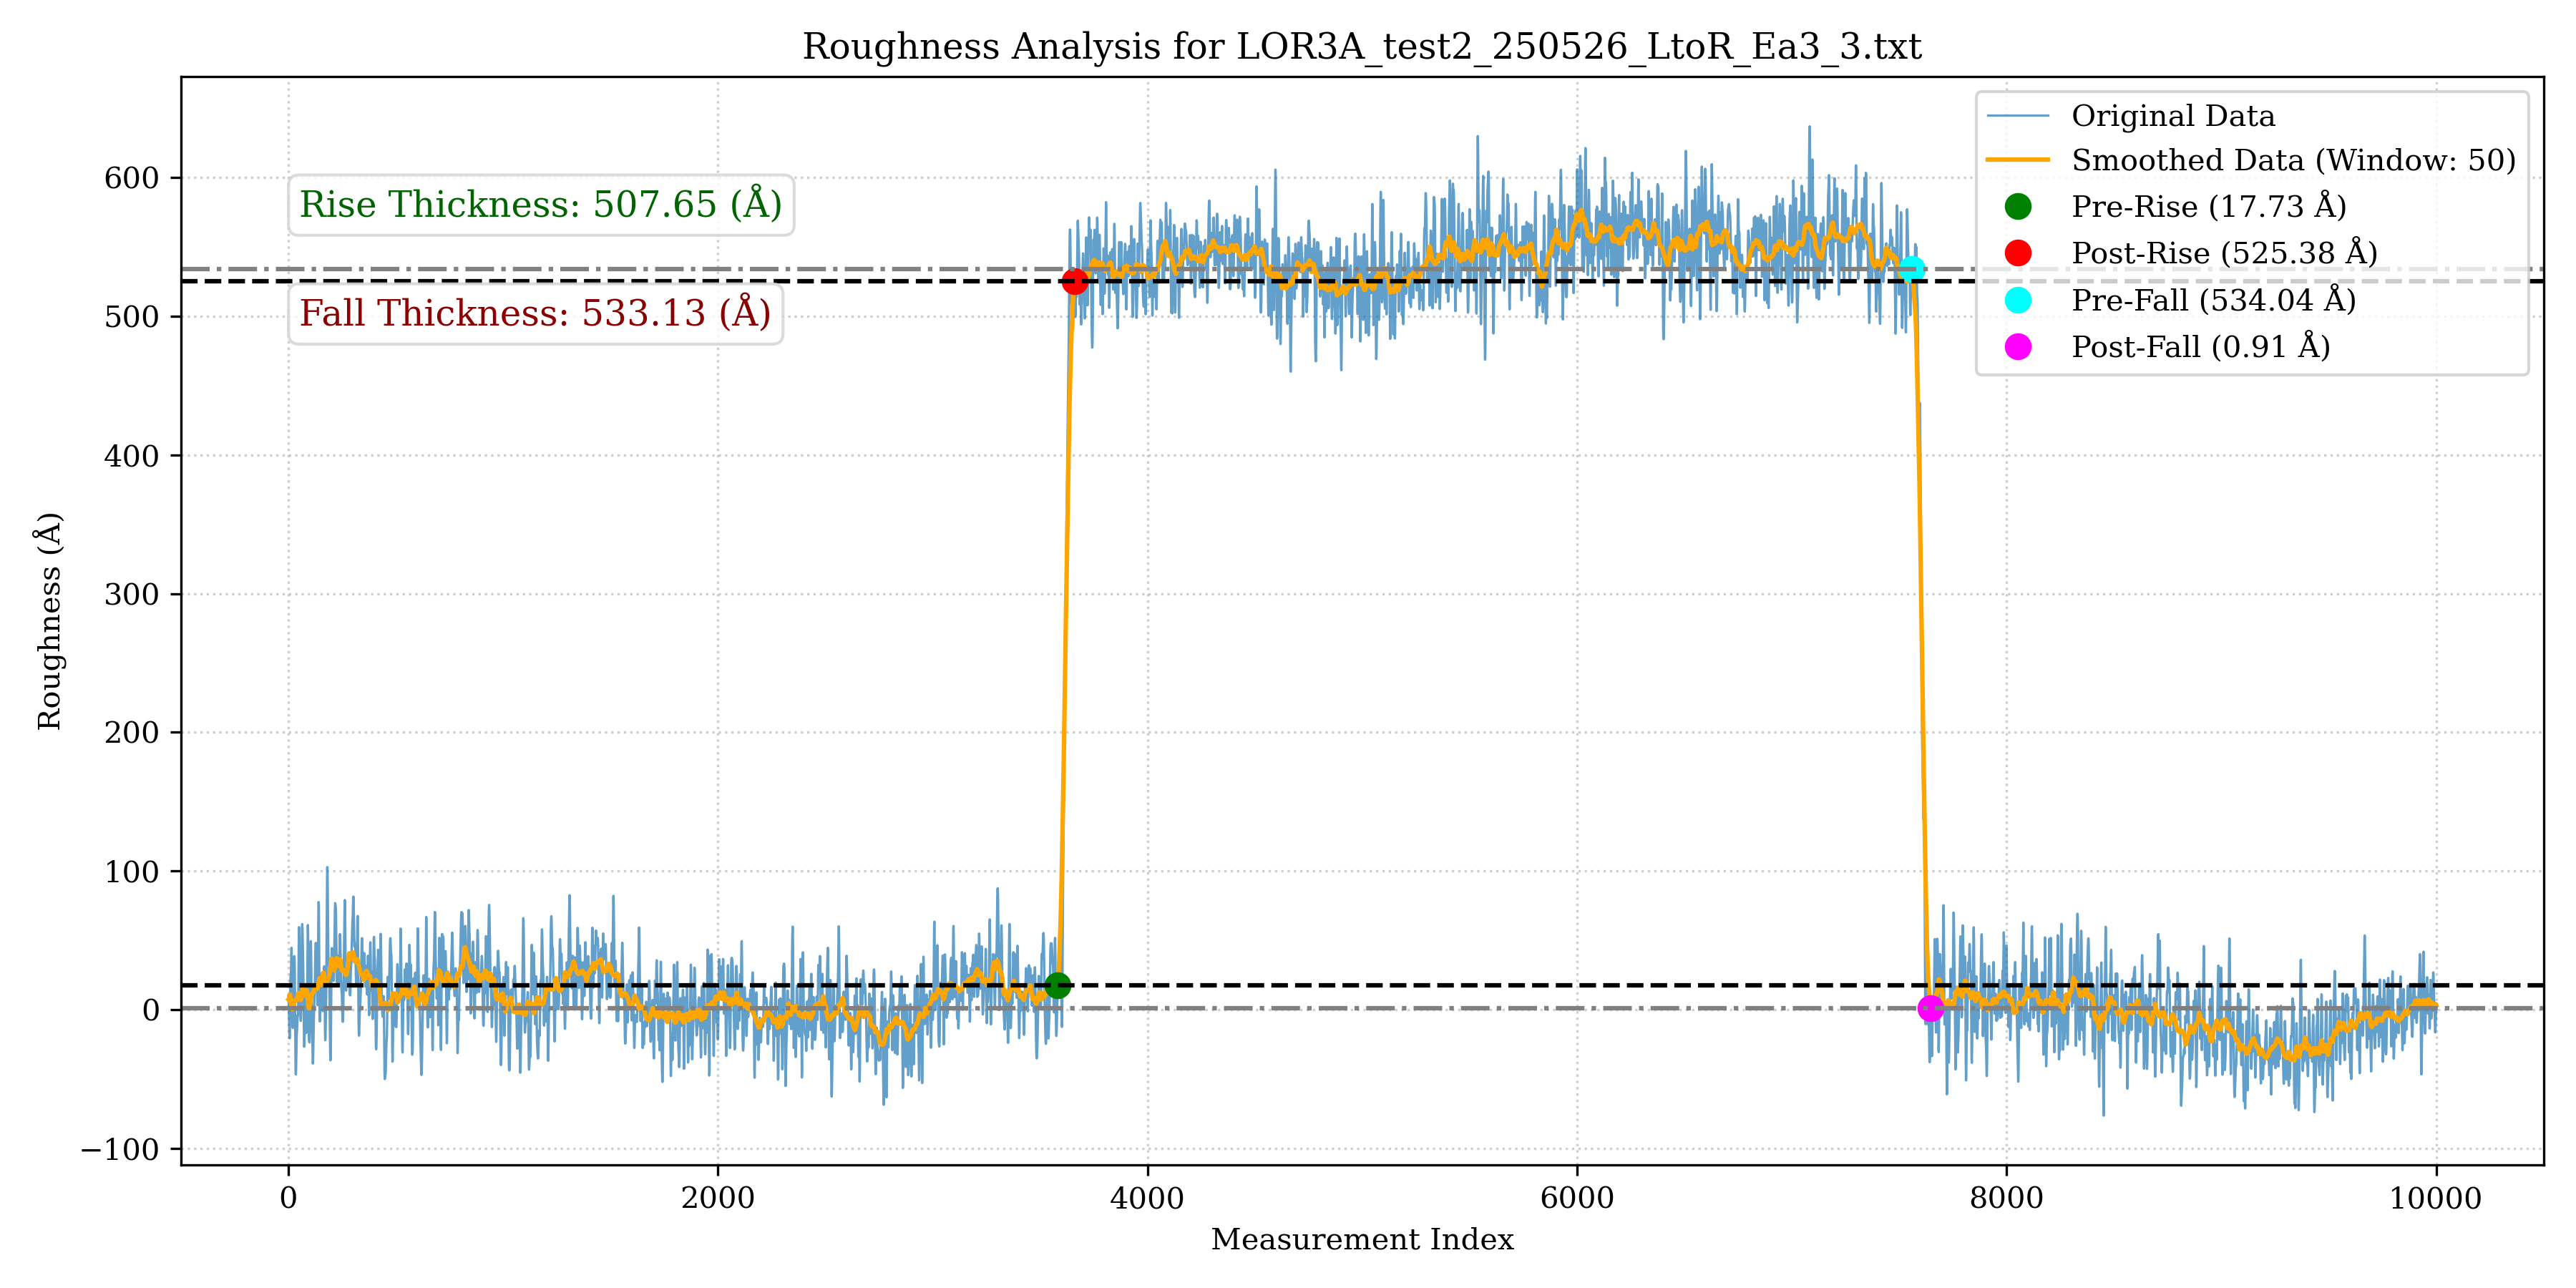 Roughness Analysis for LOR3A_test2_250526_LtoR_Ea3_3.txt
Original Data
Smoothed Data (Window: 50)
Pre-Rise (17.73 Å)
Post-Rise (525.38 Å)
Pre-Fall (534.04 Å)
Post-Fall (0.91 Å)
Rise Thickness: 507.65 (Å)
Fall Thickness: 533.13 (Å)
Roughness (Å)
600
500
400
300
200
100
0
−100
0 2000 4000 6000 8000 10000
Measurement Index